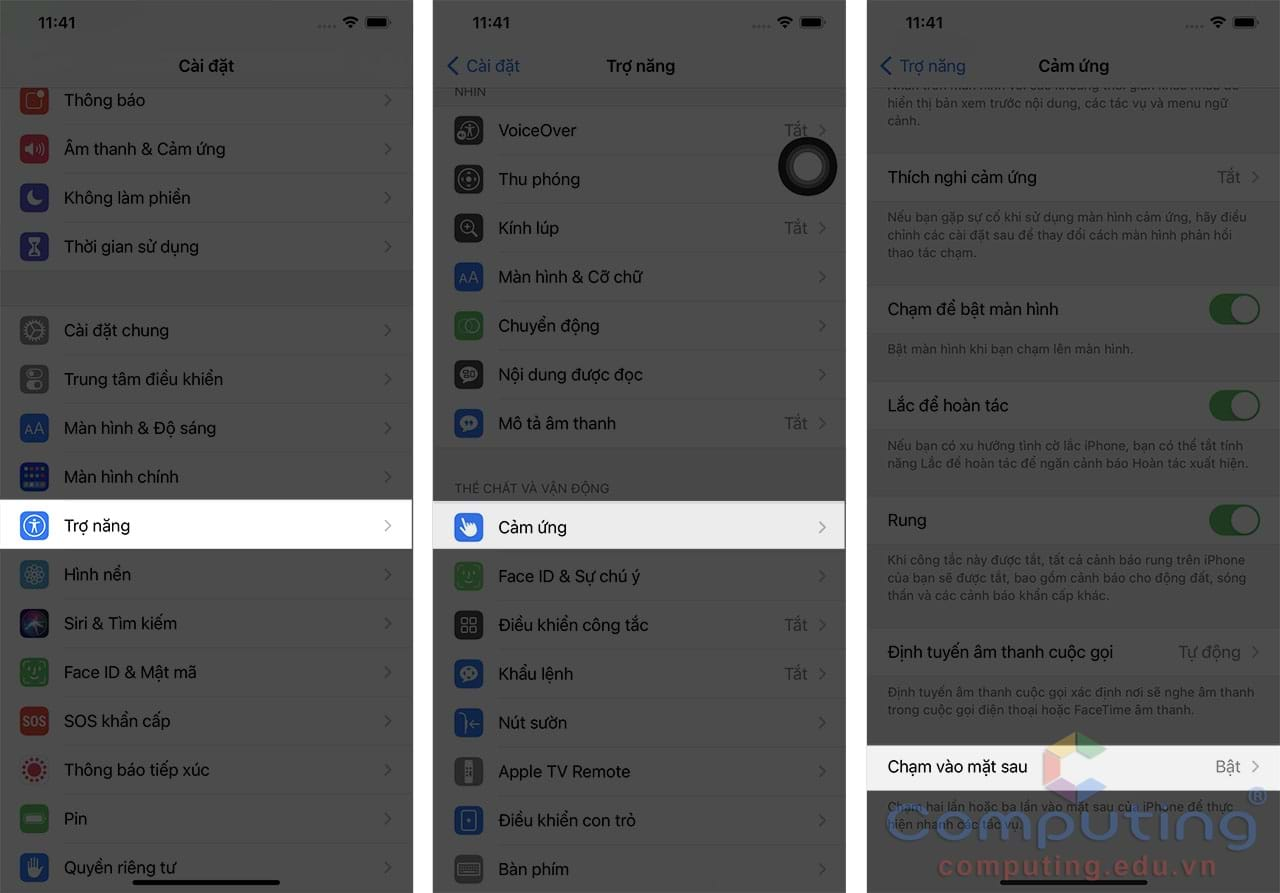 11:41
Cài đặt
Thông báo
Âm thanh & Cảm ứng
Không làm phiền
Thời gian sử dụng
Cài đặt chung
Trung tâm điều khiển
AA Màn hình & Độ sáng
Màn hình chính
Trợ năng
Hình nền
Siri & Tìm kiếm
Face ID & Mật mã
SOS SOS khẩn cấp
Thông báo tiếp xúc
Pin
Quyền riêng tư
11:41
Cài đặt Trợ năng
NHÌN
VoiceOver Tắt
Thu phóng
Kính lúp Tắt
AA Màn hình & Cỡ chữ
Chuyển động
Nội dung được đọc
Mô tả âm thanh Tắt
THỂ CHẤT VÀ VẬN ĐỘNG
Cảm ứng
Face ID & Sự chú ý
Điều khiển công tắc Tắt
Khẩu lệnh Tắt
Nút sườn
Apple TV Remote
Điều khiển con trỏ
Bàn phím
11:41
Trợ năng Cảm ứng
hiển thị bản xem trước nội dung, các tác vụ và menu ngữ
cảnh.
Thích nghi cảm ứng Tắt
Nếu bạn gặp sự cố khi sử dụng màn hình cảm ứng, hãy điều
chỉnh các cài đặt sau để thay đổi cách màn hình phản hồi
thao tác chạm.
Chạm để bật màn hình
Bật màn hình khi bạn chạm lên màn hình.
Lắc để hoàn tác
Nếu bạn có xu hướng tình cờ lắc iPhone, bạn có thể tắt tính
năng Lắc để hoàn tác để ngăn cảnh báo Hoàn tác xuất hiện.
Rung
Khi công tắc này được tắt, tất cả cảnh báo rung trên iPhone
của bạn sẽ được tắt, bao gồm cảnh báo cho động đất, sóng
thần và các cảnh báo khẩn cấp khác.
Định tuyến âm thanh cuộc gọi Tự động
Định tuyến âm thanh cuộc gọi xác định nơi sẽ nghe âm thanh
trong cuộc gọi điện thoại hoặc FaceTime âm thanh.
Chạm vào mặt sau Bật
Chạm hai lần hoặc ba lần vào mặt sau của iPhone để thực
hiện nhanh các tác vụ.
Computing ®
computing.edu.vn